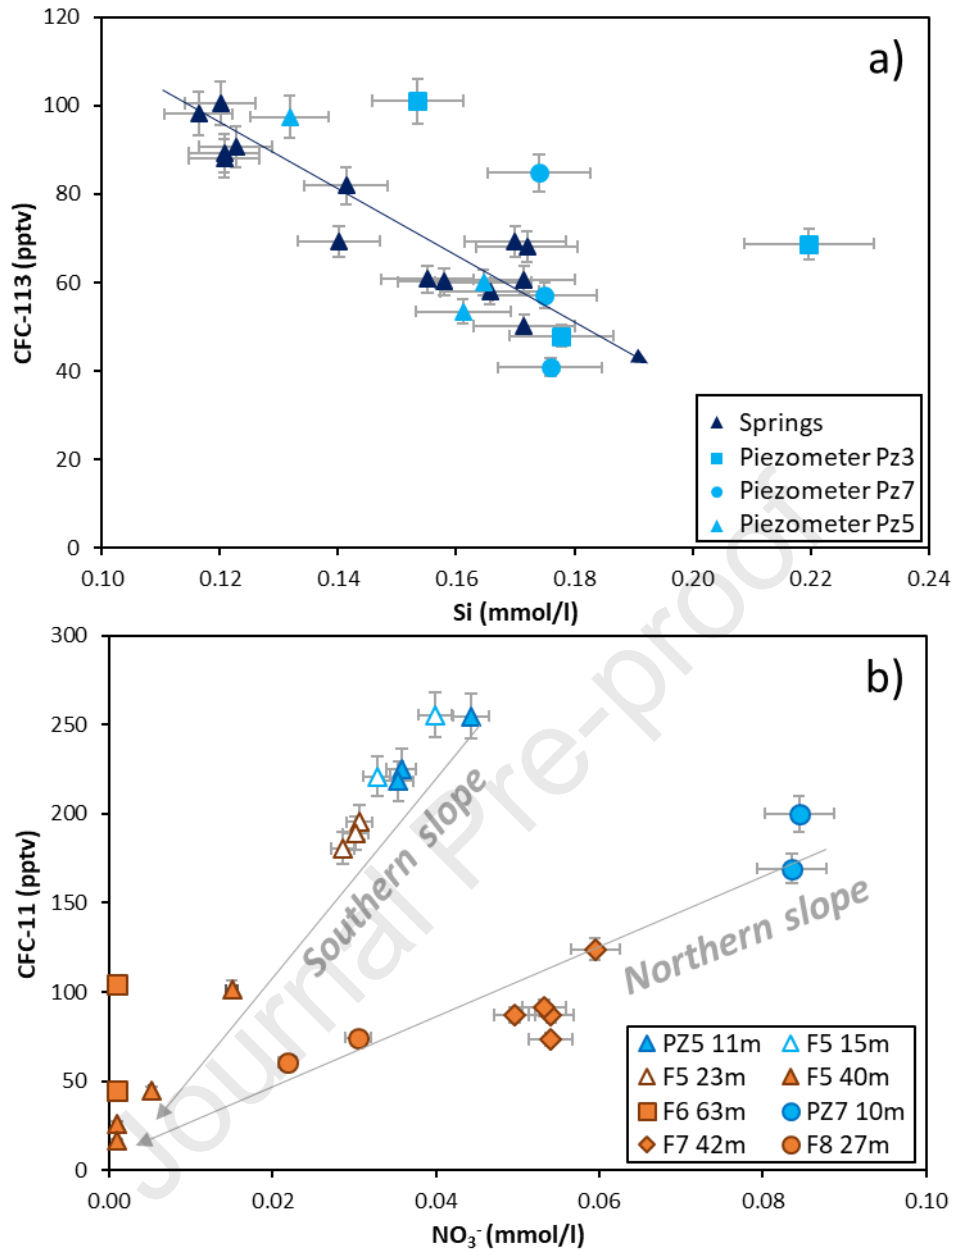 a)
120
100
80
60
40
20
0
CFC-113 (pptv)
0.10 0.12 0.14 0.16 0.18 0.20 0.22 0.24
Si (mmol/l)
Springs
Piezometer Pz3
Piezometer Pz7
Piezometer Pz5
b)
300
250
200
150
100
50
0
CFC-11 (pptv)
Southern slope
Northern slope
PZ5 11m F5 15m
F5 23m F5 40m
F6 63m PZ7 10m
F7 42m F8 27m
0.00 0.02 0.04 0.06 0.08 0.10
NO₃⁻ (mmol/l)
Journal Pre-proof